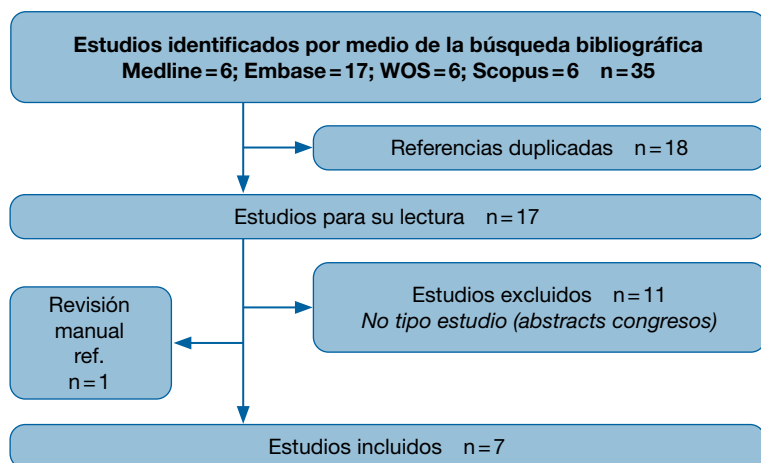 Estudios identificados por medio de la búsqueda bibliográfica
Medline=6; Embase=17; WOS=6; Scopus=6 n=35
Referencias duplicadas n=18
Estudios para su lectura n=17
Estudios excluidos n=11
No tipo estudio (abstracts congresos)
Revisión
manual
ref.
n=1
Estudios incluidos n=7